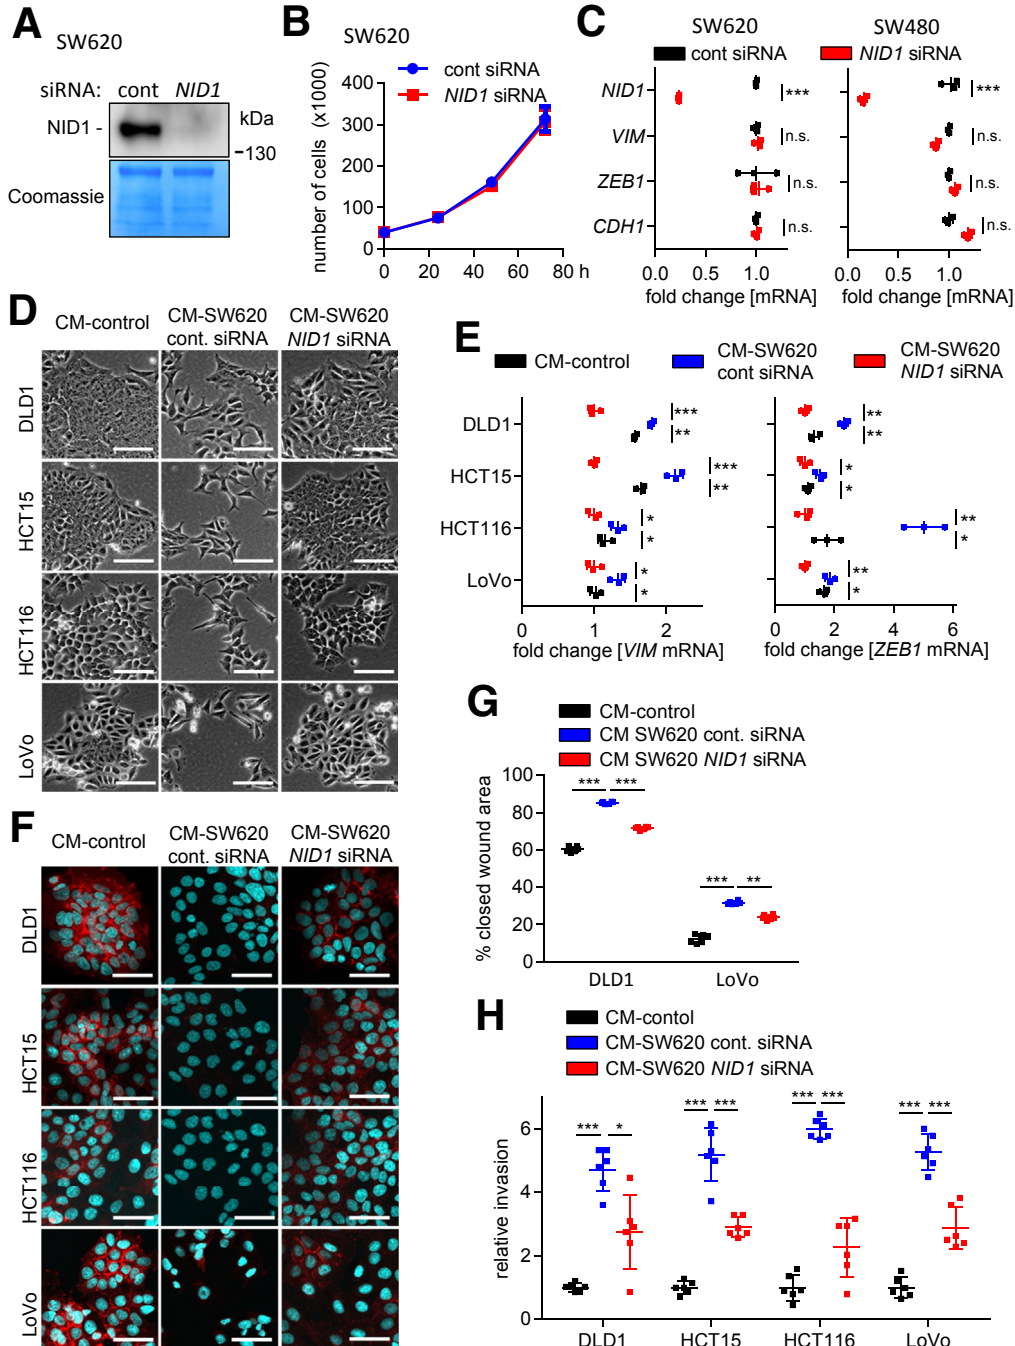 A
SW620
siRNA: cont NID1
NID1 -
kDa
–130
Coomassie
B
SW620
cont siRNA
NID1 siRNA
number of cells (x1000)
400
300
200
100
0
0 20 40 60 80 h
C
SW620 SW480
cont siRNA NID1 siRNA
NID1
VIM
ZEB1
CDH1
***
n.s.
n.s.
n.s.
***
n.s.
n.s.
n.s.
0.0 0.5 1.0
fold change [mRNA]
0.0 0.5 1.0
fold change [mRNA]
D
CM-control
CM-SW620
cont. siRNA
CM-SW620
NID1 siRNA
DLD1
HCT15
HCT116
LoVo
E
CM-control
CM-SW620
cont siRNA
CM-SW620
NID1 siRNA
DLD1
HCT15
HCT116
LoVo
***
**
***
**
*
*
*
*
0 1 2
fold change [VIM mRNA]
**
**
*
*
**
*
**
*
0 2 4 6
fold change [ZEB1 mRNA]
F
CM-control
CM-SW620
cont. siRNA
CM-SW620
NID1 siRNA
DLD1
HCT15
HCT116
LoVo
G
CM-control
CM SW620 cont. siRNA
CM SW620 NID1 siRNA
% closed wound area
100
80
60
40
20
0
*** ***
*** **
DLD1 LoVo
H
CM-contol
CM-SW620 cont. siRNA
CM-SW620 NID1 siRNA
relative invasion
6
4
2
0
*** *
*** ***
*** ***
*** ***
DLD1 HCT15 HCT116 LoVo